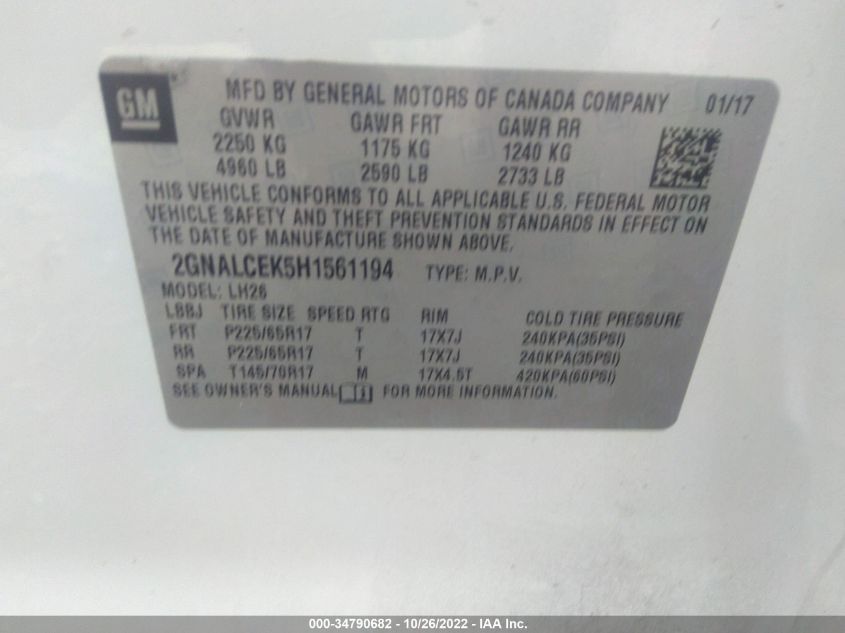 GM
MFD BY GENERAL MOTORS OF CANADA COMPANY 01/17
GVWR GAWR FRT GAWR RR
2250 KG 1175 KG 1240 KG
4960 LB 2590 LB 2733 LB
THIS VEHICLE CONFORMS TO ALL APPLICABLE U.S. FEDERAL MOTOR
VEHICLE SAFETY AND THEFT PREVENTION STANDARDS IN EFFECT ON
THE DATE OF MANUFACTURE SHOWN ABOVE.
2GNALCEK5H1561194 TYPE: M.P.V.
MODEL: LH26
LBBJ TIRE SIZE SPEED RTG RIM COLD TIRE PRESSURE
FRT P225/65R17 T 17X7J 240KPA(35PSI)
RR P225/65R17 T 17X7J 240KPA(35PSI)
SPA T145/70R17 M 17X4.5T 420KPA(60PSI)
SEE OWNER'S MANUAL FOR MORE INFORMATION.
000-34790682 - 10/26/2022 - IAA Inc.